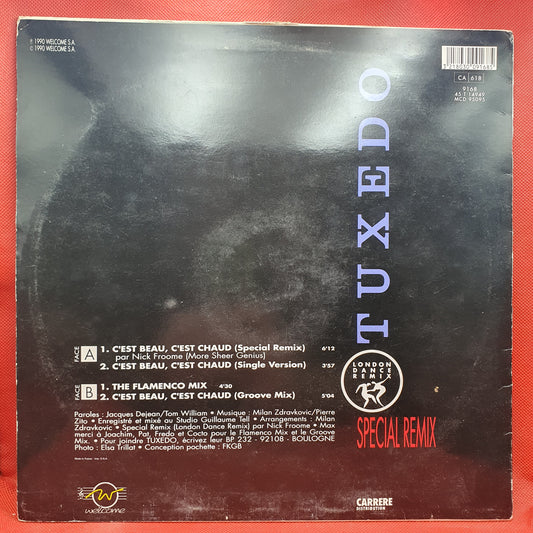 ℗ 1990 WELCOME S.A.
© 1990 WELCOME S.A.
3 218030 091685
CA 618
9168
45 T 14949
MCD 95095
TUXEDO
LONDON
DANCE
REMIX
SPECIAL REMIX
FACE A
1. C'EST BEAU, C'EST CHAUD (Special Remix) 6'12
par Nick Froome (More Sheer Genius)
2. C'EST BEAU, C'EST CHAUD (Single Version) 3'57
FACE B
1. THE FLAMENCO MIX 4'30
2. C'EST BEAU, C'EST CHAUD (Groove Mix) 5'04
Paroles : Jacques Dejean/Tom William • Musique : Milan Zdravkovic/Pierre
Zito • Enregistré et mixé au Studio Guillaume Tell • Arrangements : Milan
Zdravkovic • Special Remix (London Dance Remix) par Nick Froome • Max
merci à Joachim, Pat, Fredo et Cocto pour le Flamenco Mix et le Groove
Mix. • Pour joindre TUXEDO, écrivez leur BP 232 - 92108 - BOULOGNE
Photo : Elsa Trillat • Conception pochette : FKGB
welcome
CARRERE
DISTRIBUTION